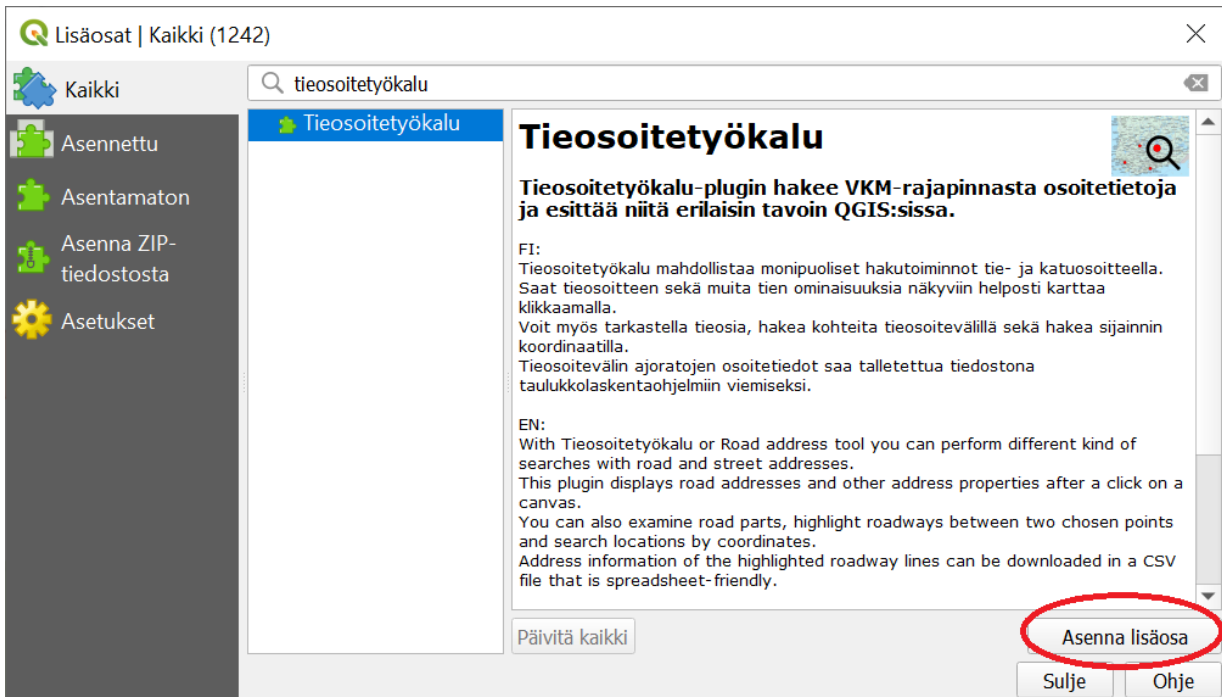 Lisäosat | Kaikki (1242)
Kaikki
Asennettu
Asentamaton
Asenna ZIP-
tiedostosta
Asetukset
tieosoitetyökalu
Tieosoitetyökalu
Tieosoitetyökalu
Tieosoitetyökalu-plugin hakee VKM-rajapinnasta osoitetietoja
ja esittää niitä erilaisin tavoin QGIS:sissa.
FI:
Tieosoitetyökalu mahdollistaa monipuoliset hakutoiminnot tie- ja katuosoitteella.
Saat tieosoitteen sekä muita tien ominaisuuksia näkyviin helposti karttaa
klikkaamalla.
Voit myös tarkastella tieosia, hakea kohteita tieosoitevälillä sekä hakea sijainnin
koordinaatilla.
Tieosoitevälin ajoratojen osoitetiedot saa talletettua tiedostona
taulukkolaskentaohjelmiin viemiseksi.
EN:
With Tieosoitetyökalu or Road address tool you can perform different kind of
searches with road and street addresses.
This plugin displays road addresses and other address properties after a click on a
canvas.
You can also examine road parts, highlight roadways between two chosen points
and search locations by coordinates.
Address information of the highlighted roadway lines can be downloaded in a CSV
file that is spreadsheet-friendly.
Päivitä kaikki
Asenna lisäosa
Sulje
Ohje